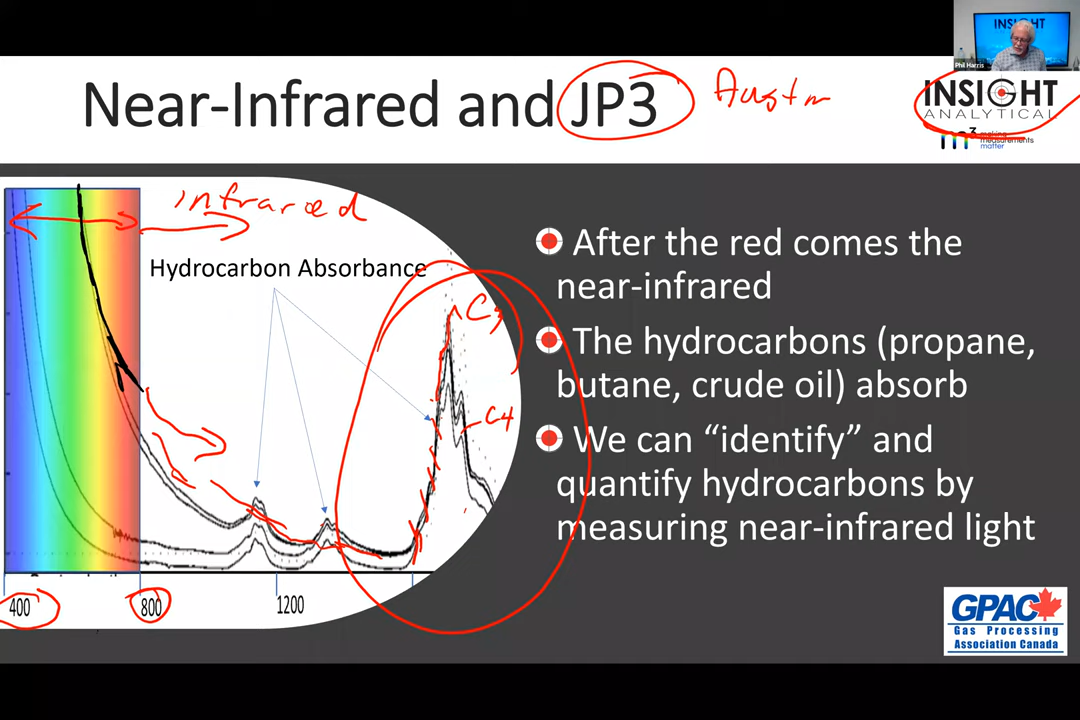 INSIGHT
Phil Harris
Near-Infrared and JP3
Austin
INSIGHT
ANALYTICAL
m³ making
measurements
matter
infrared
Hydrocarbon Absorbance
C3
C4
400
800
1200
After the red comes the
near-infrared
The hydrocarbons (propane,
butane, crude oil) absorb
We can “identify” and
quantify hydrocarbons by
measuring near-infrared light
GPAC
Gas Processing
Association Canada